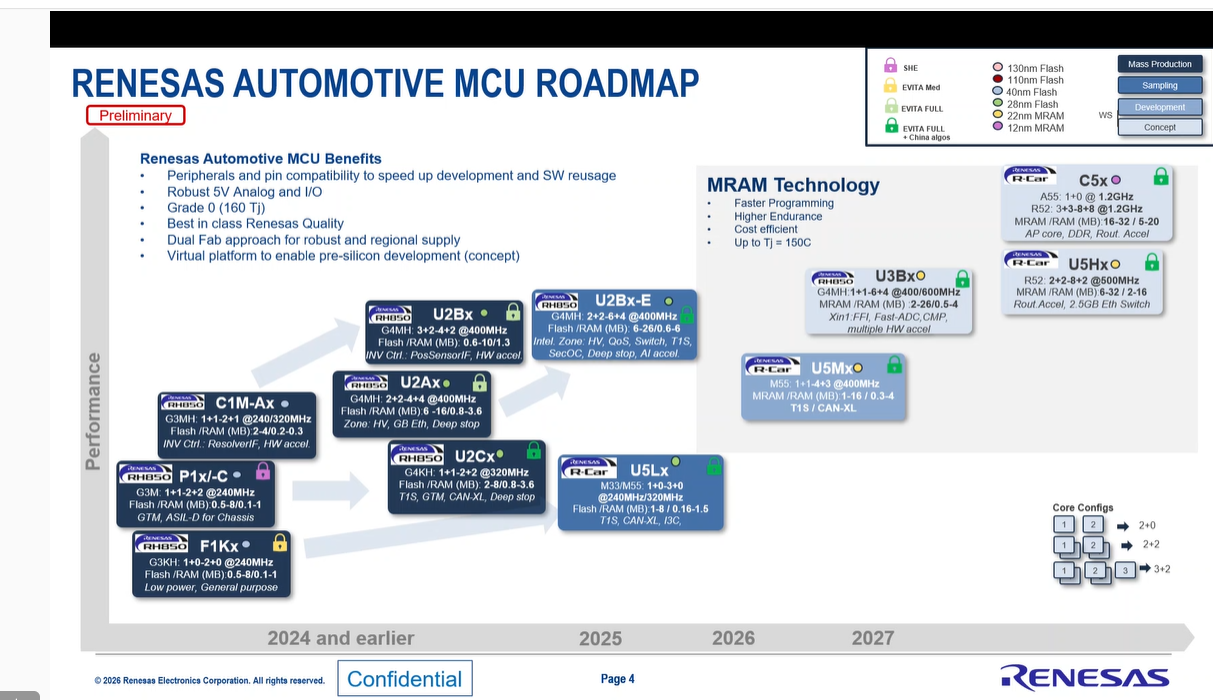 RENESAS AUTOMOTIVE MCU ROADMAP
Preliminary
SHE
EVITA Med
EVITA FULL
EVITA FULL
+ China algos
130nm Flash
110nm Flash
40nm Flash
28nm Flash
22nm MRAM
12nm MRAM
Mass Production
Sampling
Development
WS
Concept
Renesas Automotive MCU Benefits
• Peripherals and pin compatibility to speed up development and SW reusage
• Robust 5V Analog and I/O
• Grade 0 (160 Tj)
• Best in class Renesas Quality
• Dual Fab approach for robust and regional supply
• Virtual platform to enable pre-silicon development (concept)
MRAM Technology
• Faster Programming
• Higher Endurance
• Cost efficient
• Up to Tj = 150C
RENESAS
R-Car
C5x
A55: 1+0 @ 1.2GHz
R52: 3+3-8+8 @1.2GHz
MRAM /RAM (MB):16-32 / 5-20
AP core, DDR, Rout. Accel
RENESAS
R-Car
U5Hx
R52: 2+2-8+2 @500MHz
MRAM /RAM (MB):6-32 / 2-16
Rout.Accel, 2.5GB Eth Switch
RENESAS
RH850
U3Bx
G4MH:1+1-6+4 @400/600MHz
MRAM /RAM (MB) :2-26/0.5-4
Xin1:FFI, Fast-ADC,CMP,
multiple HW accel
RENESAS
R-Car
U5Mx
M55: 1+1-4+3 @400MHz
MRAM /RAM (MB):1-16 / 0.3-4
T1S / CAN-XL
RENESAS
RH850
U2Bx
G4MH: 3+2-4+2 @400MHz
Flash /RAM (MB): 0.6-10/1.3
INV Ctrl.: PosSensorIF, HW accel.
RENESAS
RH850
U2Bx-E
G4MH: 2+2-6+4 @400MHz
Flash /RAM (MB): 6-26/0.6-6
Intel. Zone: HV, QoS, Switch, T1S,
SecOC, Deep stop, AI accel.
RENESAS
RH850
U2Ax
G4MH: 2+2-4+4 @400MHz
Flash /RAM (MB):6 -16/0.8-3.6
Zone: HV, GB Eth, Deep stop
RENESAS
RH850
C1M-Ax
G3MH: 1+1-2+1 @240/320MHz
Flash /RAM (MB):2-4/0.2-0.3
INV Ctrl.: ResolverIF, HW accel.
RENESAS
RH850
U2Cx
G4KH: 1+1-2+2 @320MHz
Flash /RAM (MB): 2-8/0.8-3.6
T1S, GTM, CAN-XL, Deep stop
RENESAS
R-Car
U5Lx
M33/M55: 1+0-3+0
@240MHz/320MHz
Flash /RAM (MB):1-8 / 0.16-1.5
T1S, CAN-XL, I3C,
RENESAS
RH850
P1x/-C
G3M: 1+1-2+2 @240MHz
Flash /RAM (MB):0.5-8/0.1-1
GTM, ASIL-D for Chassis
RENESAS
RH850
F1Kx
G3KH: 1+0-2+0 @240MHz
Flash /RAM (MB):0.5-8/0.1-1
Low power, General purpose
Performance
Core Configs
1 2 2+0
1 2 2+2
1 2 3 3+2
2024 and earlier 2025 2026 2027
© 2026 Renesas Electronics Corporation. All rights reserved.
Confidential
Page 4
RENESAS